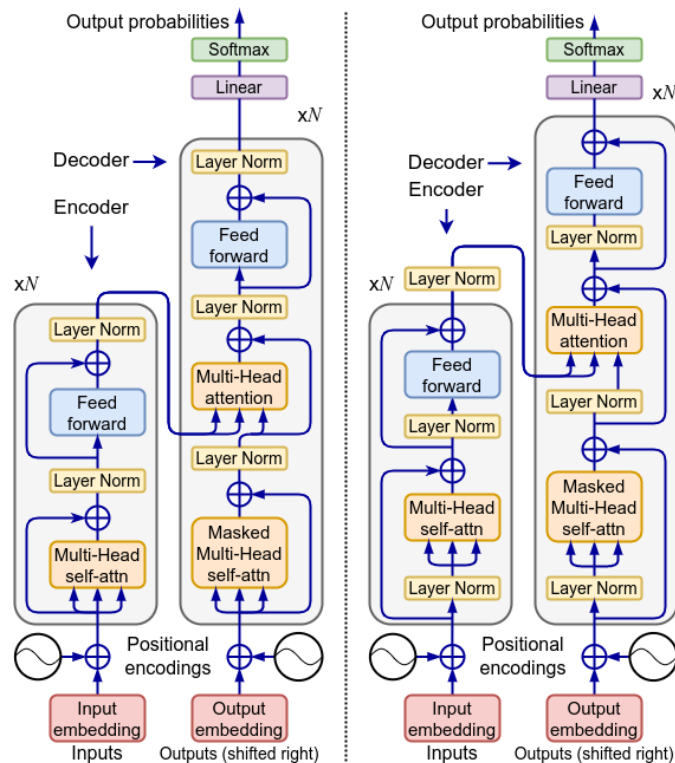 Output probabilities
Softmax
Linear
xN
Decoder
Layer Norm
Encoder
Feed
forward
xN
Layer Norm
Layer Norm
Feed
forward
Multi-Head
attention
Layer Norm
Layer Norm
Multi-Head
self-attn
Masked
Multi-Head
self-attn
Positional
encodings
Input
embedding
Output
embedding
Inputs
Outputs (shifted right)
Output probabilities
Softmax
Linear
xN
Decoder
Encoder
Feed
forward
Layer Norm
xN
Layer Norm
Multi-Head
attention
Feed
forward
Layer Norm
Layer Norm
Multi-Head
self-attn
Masked
Multi-Head
self-attn
Layer Norm
Layer Norm
Positional
encodings
Input
embedding
Output
embedding
Inputs
Outputs (shifted right)